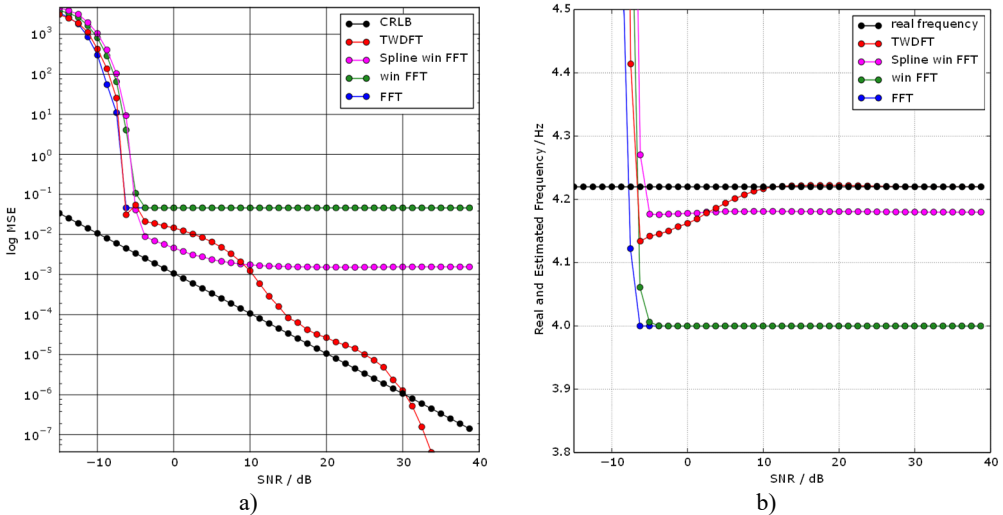 CRLB
TWDFT
Spline win FFT
win FFT
FFT
10³
10²
10¹
10⁰
10⁻¹
10⁻²
10⁻³
10⁻⁴
10⁻⁵
10⁻⁶
10⁻⁷
log MSE
−10 0 10 20 30 40
SNR / dB
a)
real frequency
TWDFT
Spline win FFT
win FFT
FFT
4.5
4.4
4.3
4.2
4.1
4.0
3.9
3.8
Real and Estimated Frequency / Hz
−10 0 10 20 30 40
SNR / dB
b)